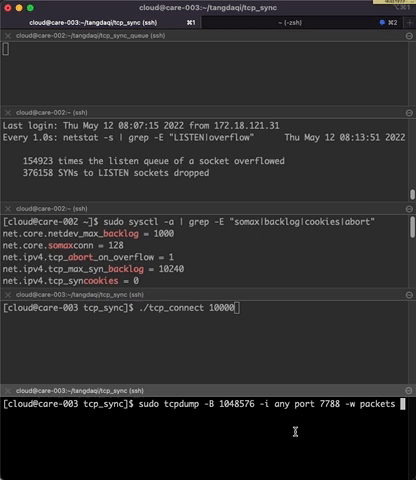 cloud@care-003:~/tangdaqi/tcp_sync
cloud@care-003:~/tangdaqi/tcp_sync (ssh) ⌘1 ~ (-zsh) ⌘2
cloud@care-003:~/tangdaqi/tcp_sync_queue (ssh)
cloud@care-002:~ (ssh)
Last login: Thu May 12 08:07:15 2022 from 172.18.121.31
Every 1.0s: netstat -s | grep -E "LISTEN|overflow" Thu May 12 08:13:51 2022
154923 times the listen queue of a socket overflowed
376158 SYNs to LISTEN sockets dropped
cloud@care-002:~ (ssh)
[cloud@care-002 ~]$ sudo sysctl -a | grep -E "somax|backlog|cookies|abort"
net.core.netdev_max_backlog = 1000
net.core.somaxconn = 128
net.ipv4.tcp_abort_on_overflow = 1
net.ipv4.tcp_max_syn_backlog = 10240
net.ipv4.tcp_syncookies = 0
cloud@care-003:~/tangdaqi/tcp_sync (ssh)
[cloud@care-003 tcp_sync]$ ./tcp_connect 10000
cloud@care-003:~/tangdaqi/tcp_sync (ssh)
[cloud@care-003 tcp_sync]$ sudo tcpdump -B 1048576 -i any port 7788 -w packets